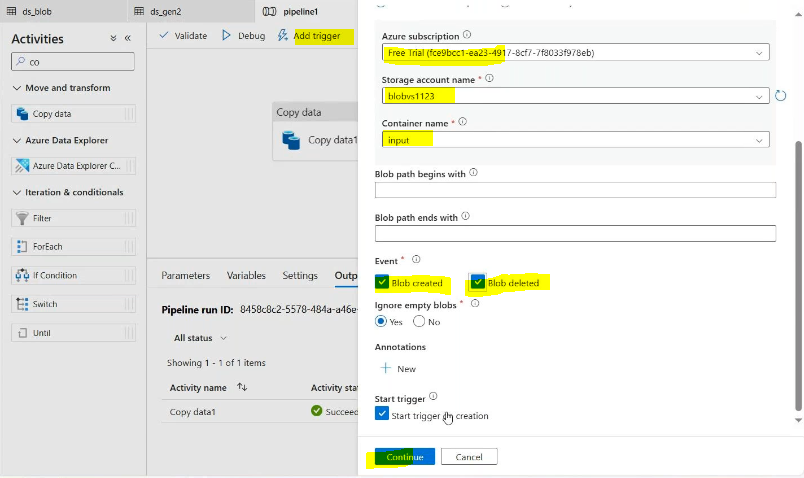 ds_blob
ds_gen2
pipeline1
Activities
co
Move and transform
Copy data
Azure Data Explorer
Azure Data Explorer C...
Iteration & conditionals
Filter
ForEach
If Condition
Switch
Until
Validate
Debug
Add trigger
Copy data
Copy data1
Parameters
Variables
Settings
Outp
Pipeline run ID: 8458c8c2-5578-484a-a46e-
All status
Showing 1 - 1 of 1 items
Activity name
Activity sta
Copy data1
Succeed
Azure subscription
Free Trial (fce9bcc1-ea23-4917-8cf7-7f8033f978eb)
Storage account name *
blobvs1123
Container name *
input
Blob path begins with
Blob path ends with
Event *
Blob created
Blob deleted
Ignore empty blobs *
Yes
No
Annotations
New
Start trigger
Start trigger on creation
Continue
Cancel